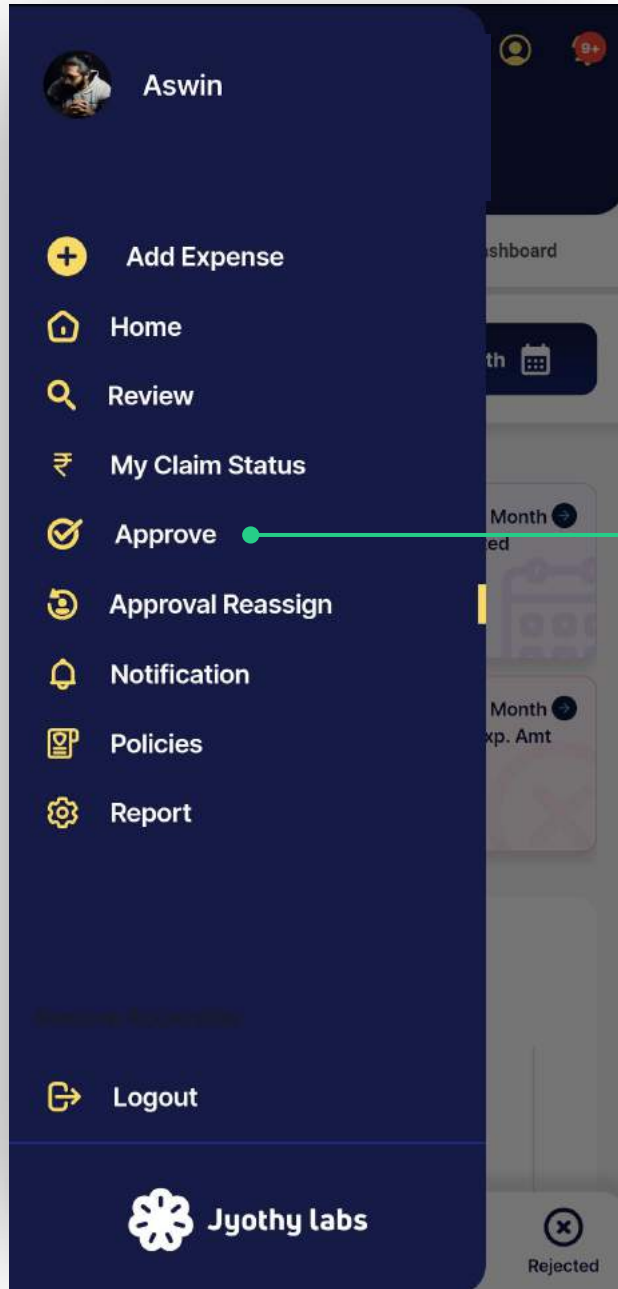 Aswin
9+
Add Expense
shboard
Home
th
Review
₹ My Claim Status
Month
ed
Approve
Approval Reassign
Notification
Month
xp. Amt
Policies
Report
Logout
Jyothy labs
Rejected